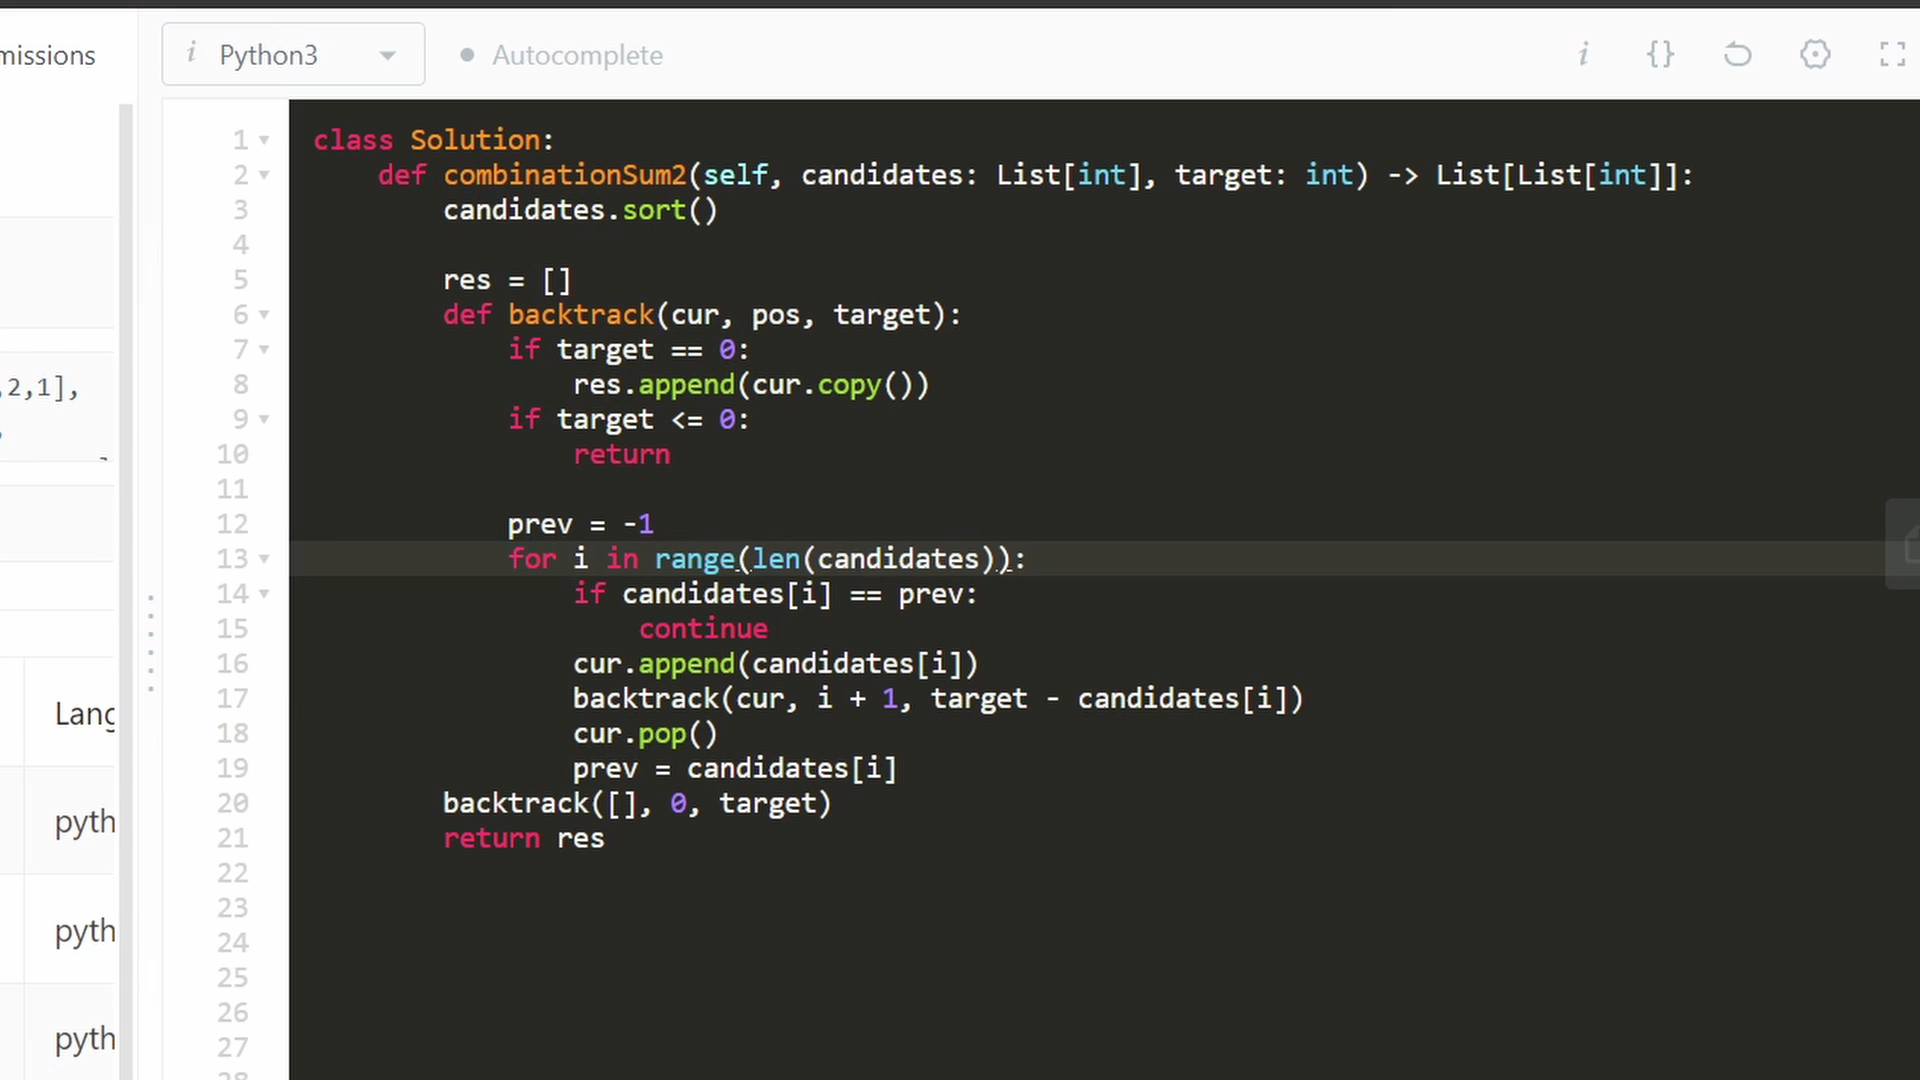 missions
Python3
Autocomplete
,2,1],
Lang
pyth
pyth
pyth
1 class Solution:
2     def combinationSum2(self, candidates: List[int], target: int) -> List[List[int]]:
3         candidates.sort()
4
5         res = []
6         def backtrack(cur, pos, target):
7             if target == 0:
8                 res.append(cur.copy())
9             if target <= 0:
10                 return
11
12             prev = -1
13             for i in range(len(candidates)):
14                 if candidates[i] == prev:
15                     continue
16                 cur.append(candidates[i])
17                 backtrack(cur, i + 1, target - candidates[i])
18                 cur.pop()
19                 prev = candidates[i]
20         backtrack([], 0, target)
21         return res
22
23
24
25
26
27